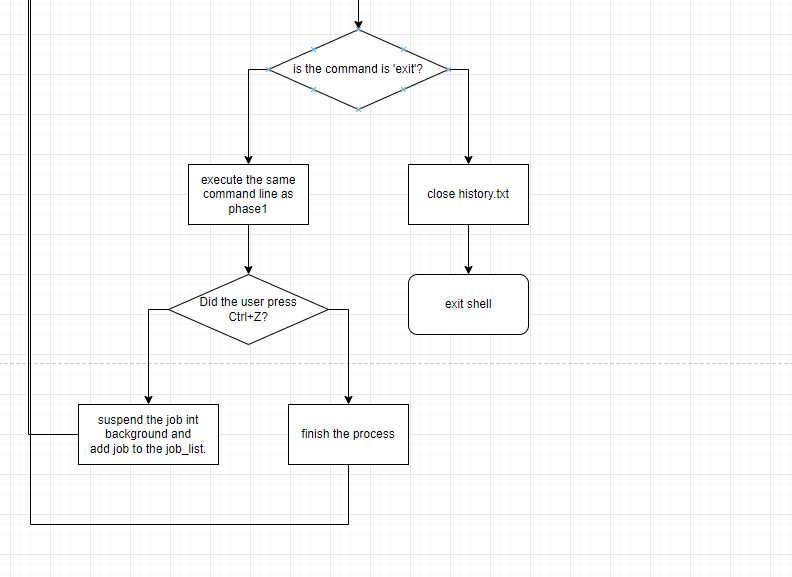 is the command is 'exit'?
execute the same
command line as
phase1
close history.txt
Did the user press
Ctrl+Z?
exit shell
suspend the job int
background and
add job to the job_list.
finish the process